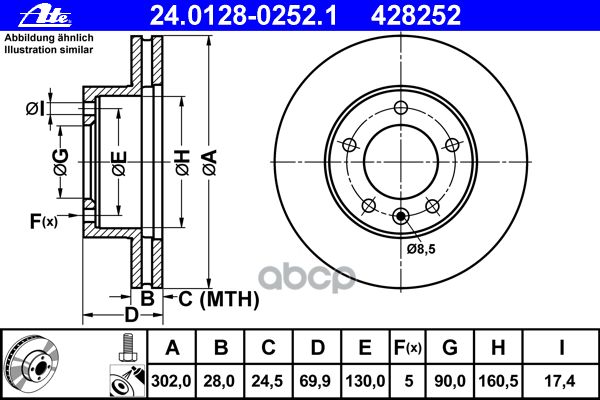 Ate
24.0128-0252.1 428252
Abbildung ähnlich
Illustration similar
ØI
ØG
ØE
ØH
ØA
F(x)
Ø8,5
B
C (MTH)
D
abcp
A B C D E F(x) G H I
302,0 28,0 24,5 69,9 130,0 5 90,0 160,5 17,4